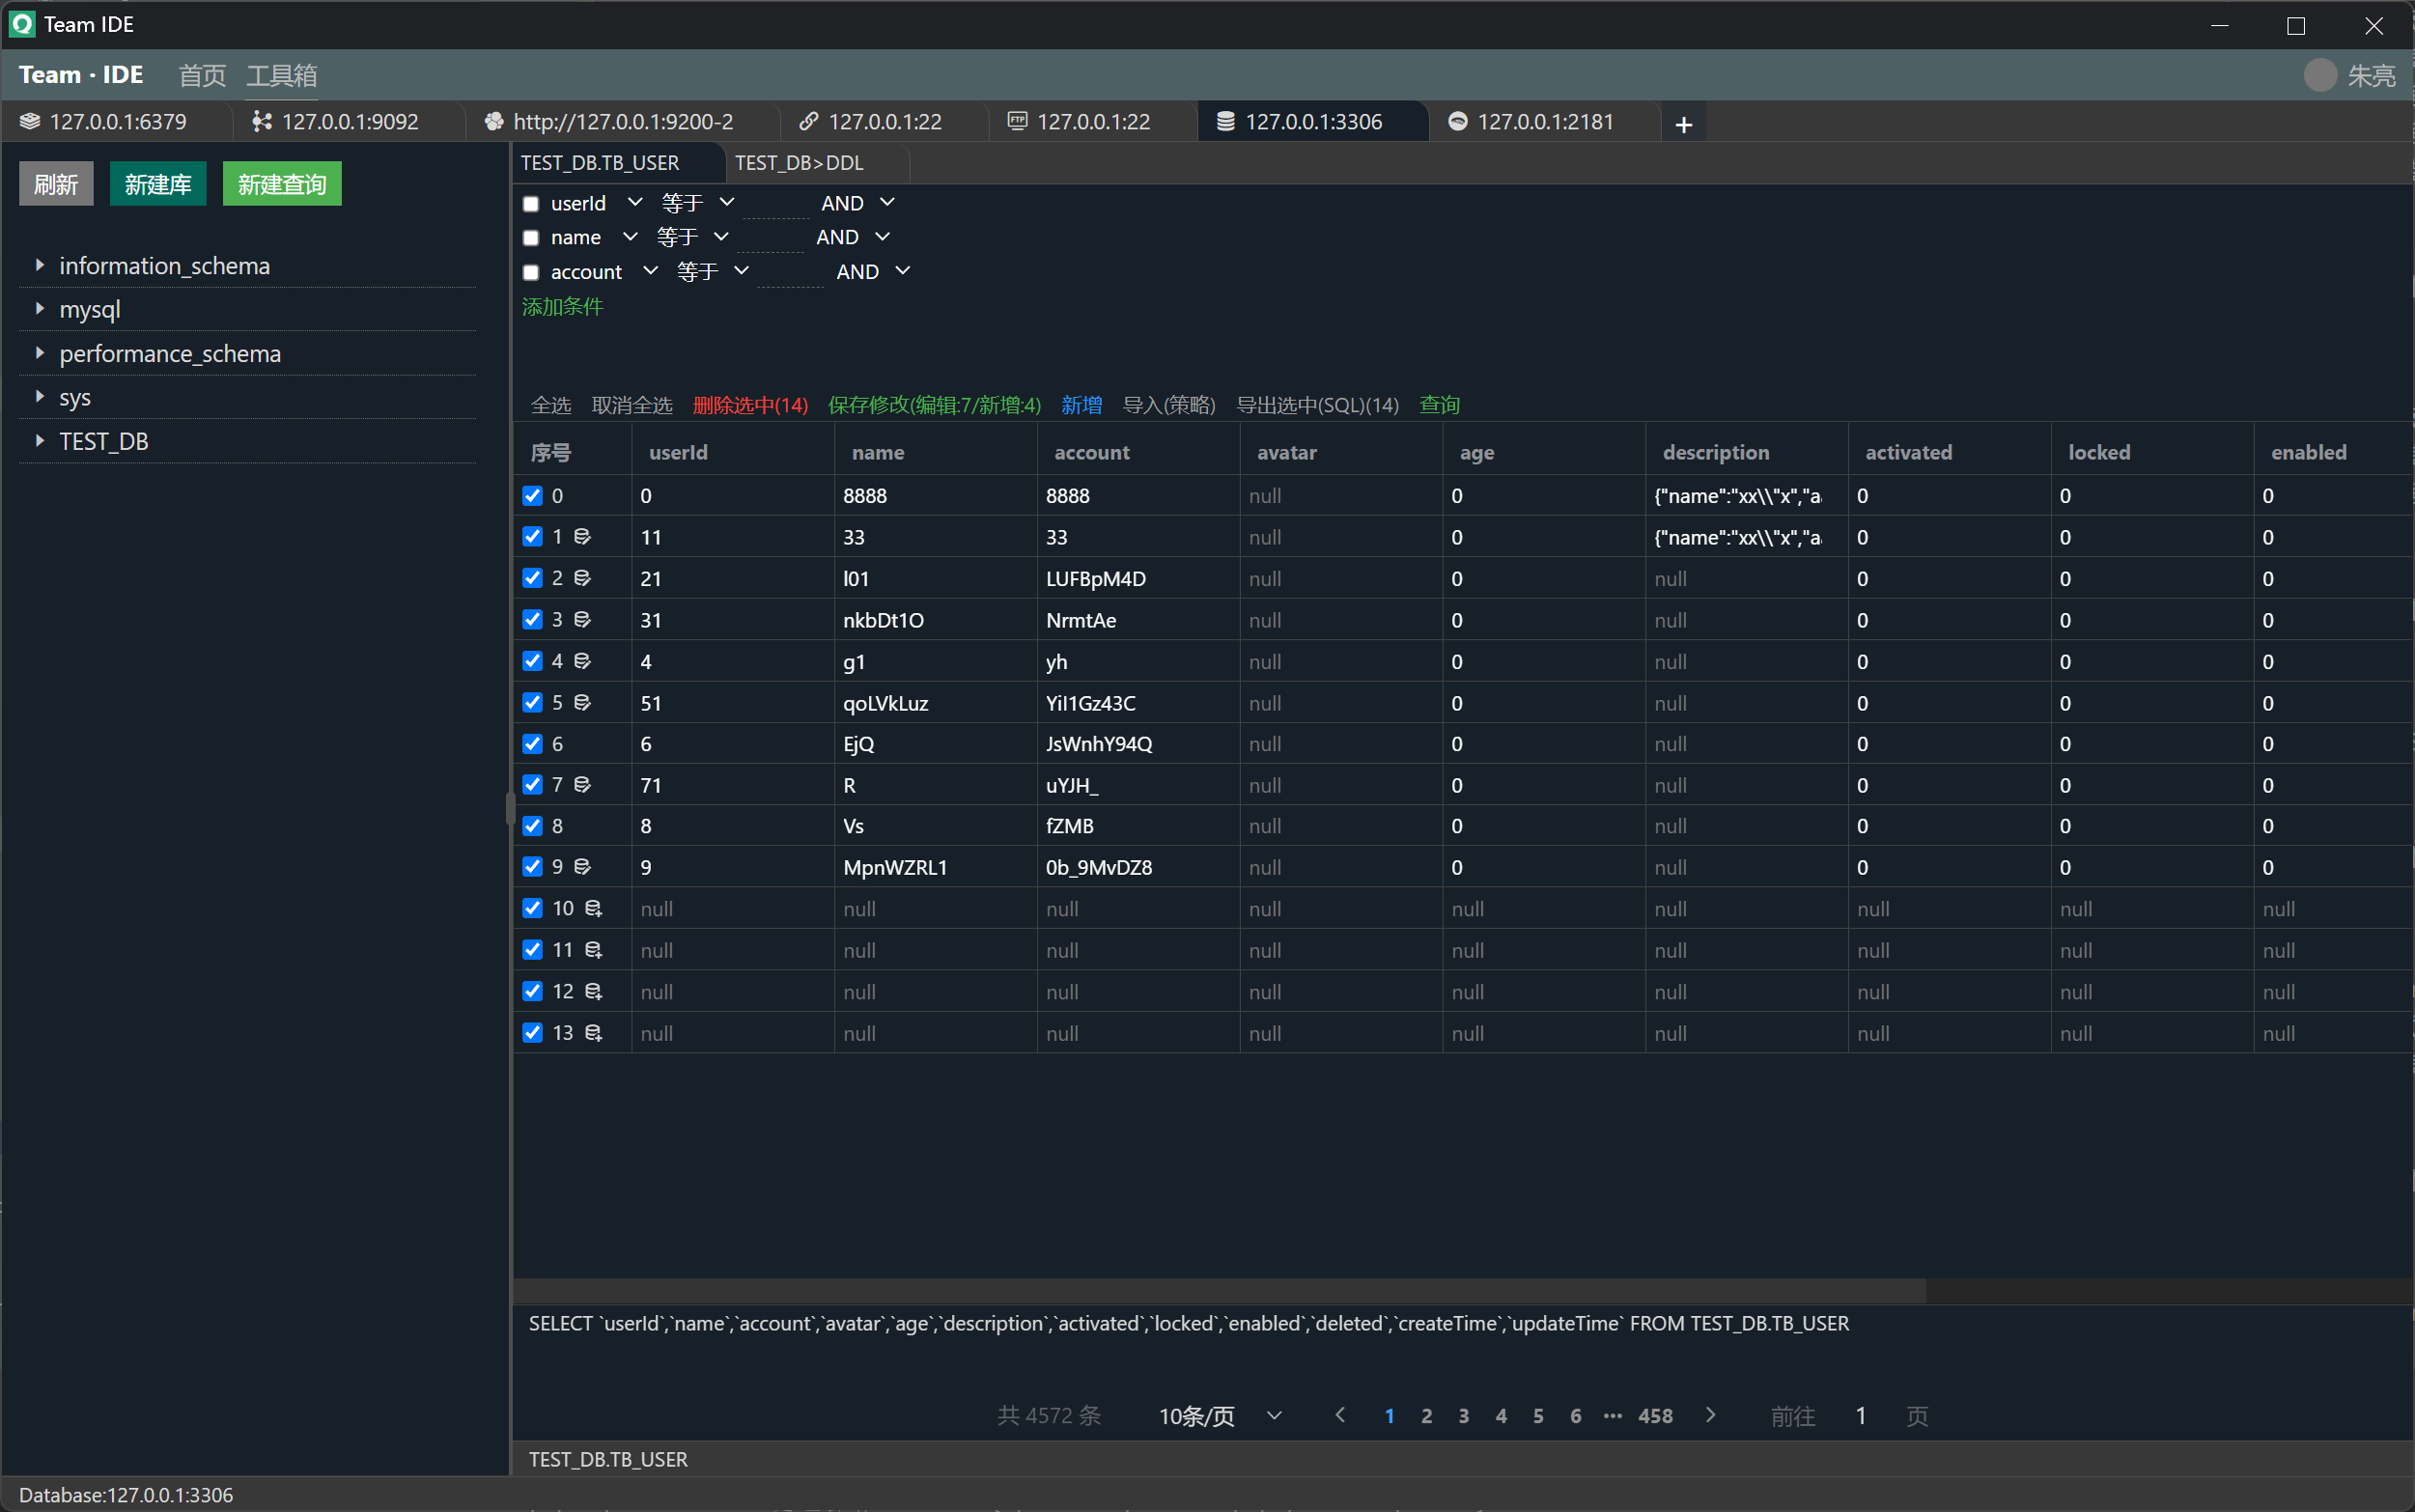 Team IDE
Team · IDE 首页 工具箱 朱亮
127.0.0.1:6379 127.0.0.1:9092 http://127.0.0.1:9200-2 127.0.0.1:22 FTP 127.0.0.1:22 127.0.0.1:3306 127.0.0.1:2181 +
刷新 新建库 新建查询
information_schema
mysql
performance_schema
sys
TEST_DB
TEST_DB.TB_USER TEST_DB>DDL
userId 等于 AND
name 等于 AND
account 等于 AND
添加条件
全选 取消全选 删除选中(14) 保存修改(编辑:7/新增:4) 新增 导入(策略) 导出选中(SQL)(14) 查询
序号 userId name account avatar age description activated locked enabled
0 0 8888 8888 null 0 {"name":"xx\\"x","a 0 0 0
1 11 33 33 null 0 {"name":"xx\\"x","a 0 0 0
2 21 l01 LUFBpM4D null 0 null 0 0 0
3 31 nkbDt1O NrmtAe null 0 null 0 0 0
4 4 g1 yh null 0 null 0 0 0
5 51 qoLVkLuz YiI1Gz43C null 0 null 0 0 0
6 6 EjQ JsWnhY94Q null 0 null 0 0 0
7 71 R uYJH_ null 0 null 0 0 0
8 8 Vs fZMB null 0 null 0 0 0
9 9 MpnWZRL1 0b_9MvDZ8 null 0 null 0 0 0
10 null null null null null null null null null
11 null null null null null null null null null
12 null null null null null null null null null
13 null null null null null null null null null
SELECT `userId`,`name`,`account`,`avatar`,`age`,`description`,`activated`,`locked`,`enabled`,`deleted`,`createTime`,`updateTime` FROM TEST_DB.TB_USER
共 4572 条 10条/页 1 2 3 4 5 6 ··· 458 前往 1 页
TEST_DB.TB_USER
Database:127.0.0.1:3306